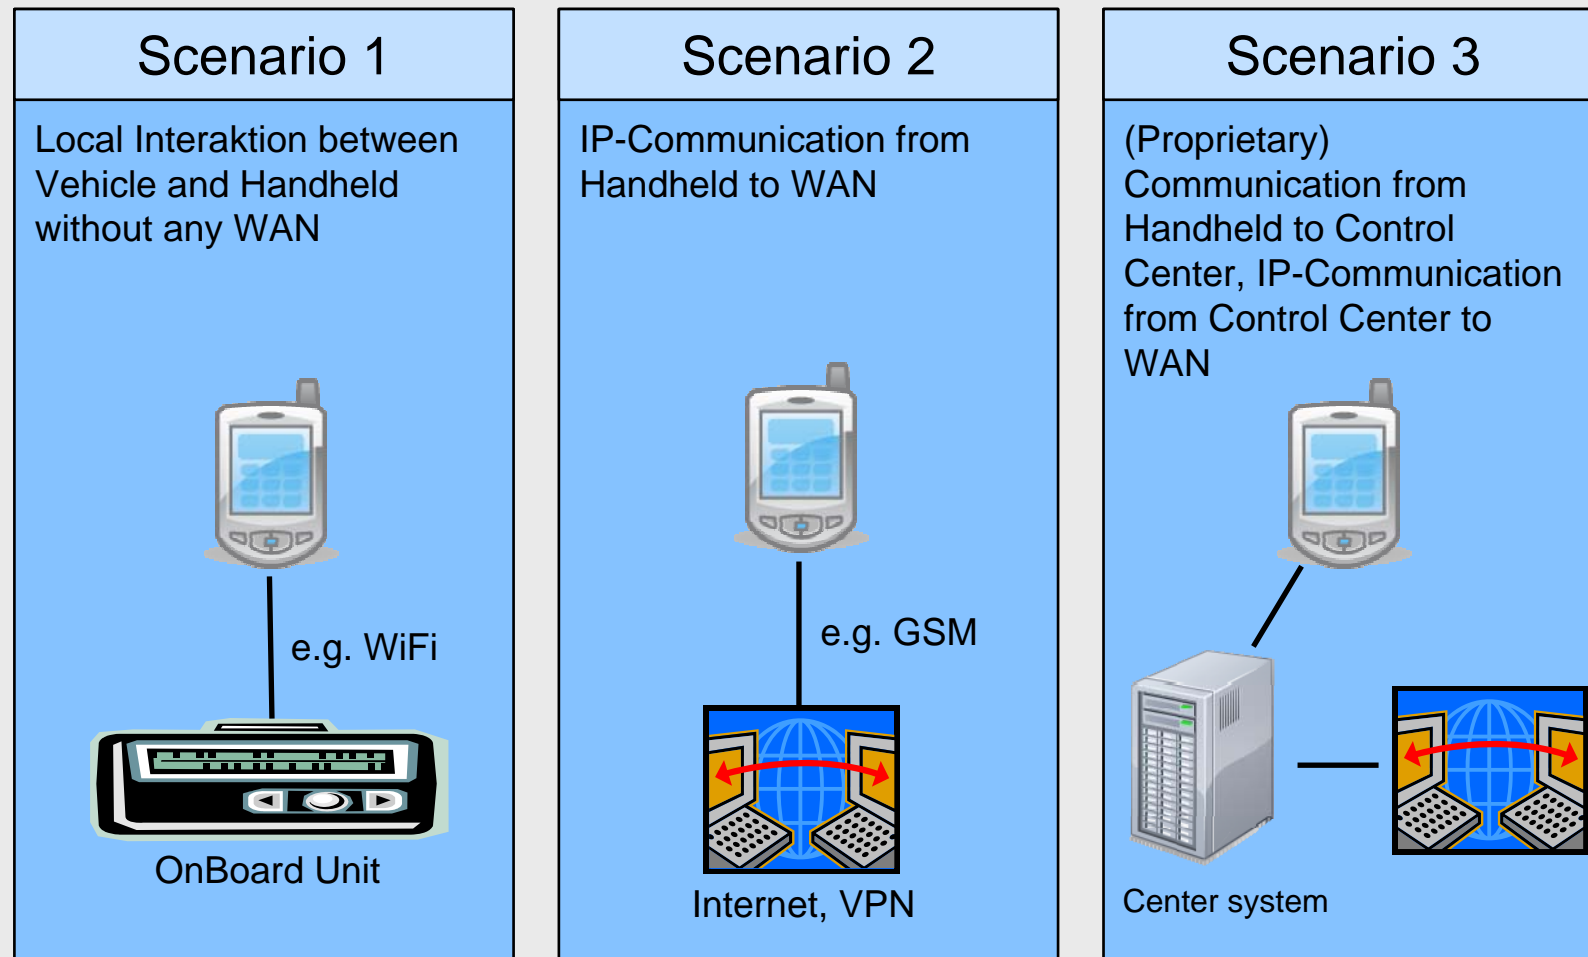 Scenario 1
Local Interaktion between
Vehicle and Handheld
without any WAN
e.g. WiFi
OnBoard Unit
Scenario 2
IP-Communication from
Handheld to WAN
e.g. GSM
Internet, VPN
Scenario 3
(Proprietary)
Communication from
Handheld to Control
Center, IP-Communication
from Control Center to
WAN
Center system